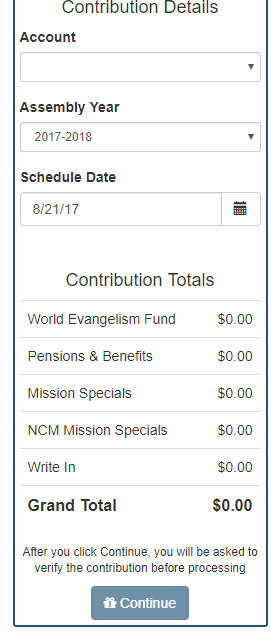 Contribution Details
Account
Assembly Year
2017-2018
Schedule Date
8/21/17
Contribution Totals
World Evangelism Fund $0.00
Pensions & Benefits $0.00
Mission Specials $0.00
NCM Mission Specials $0.00
Write In $0.00
Grand Total $0.00
After you click Continue, you will be asked to
verify the contribution before processing
Continue